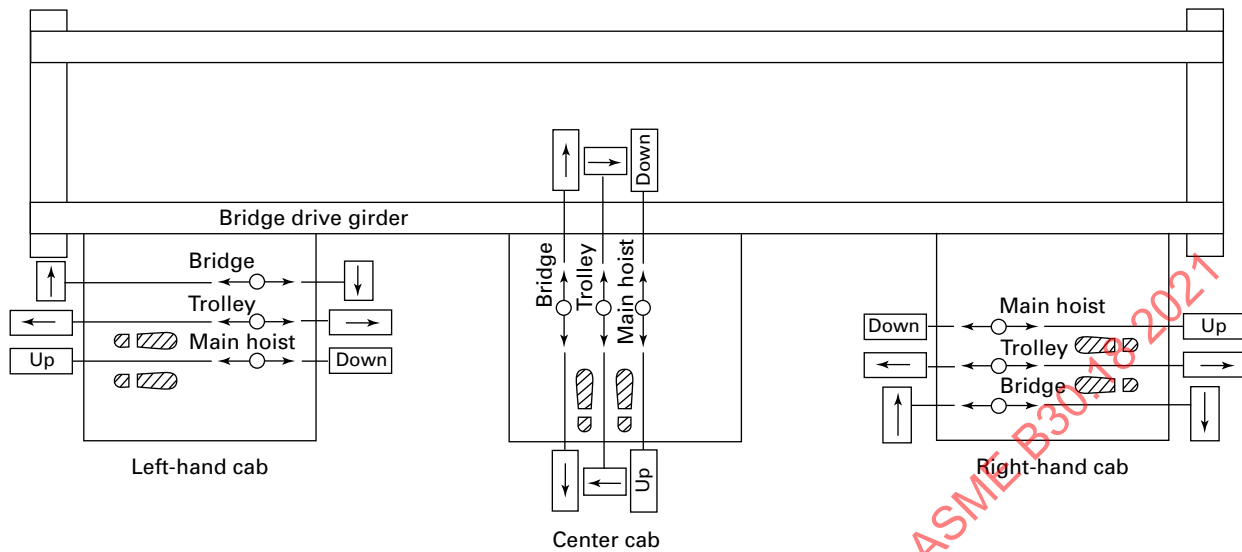 Down
Bridge drive girder
Bridge
Trolley
Main hoist
Bridge
Trolley
Main hoist
Up
Down
Main hoist
Down
Up
Trolley
Bridge
Left-hand cab
Up
Right-hand cab
Center cab
ASME B30.18 2021